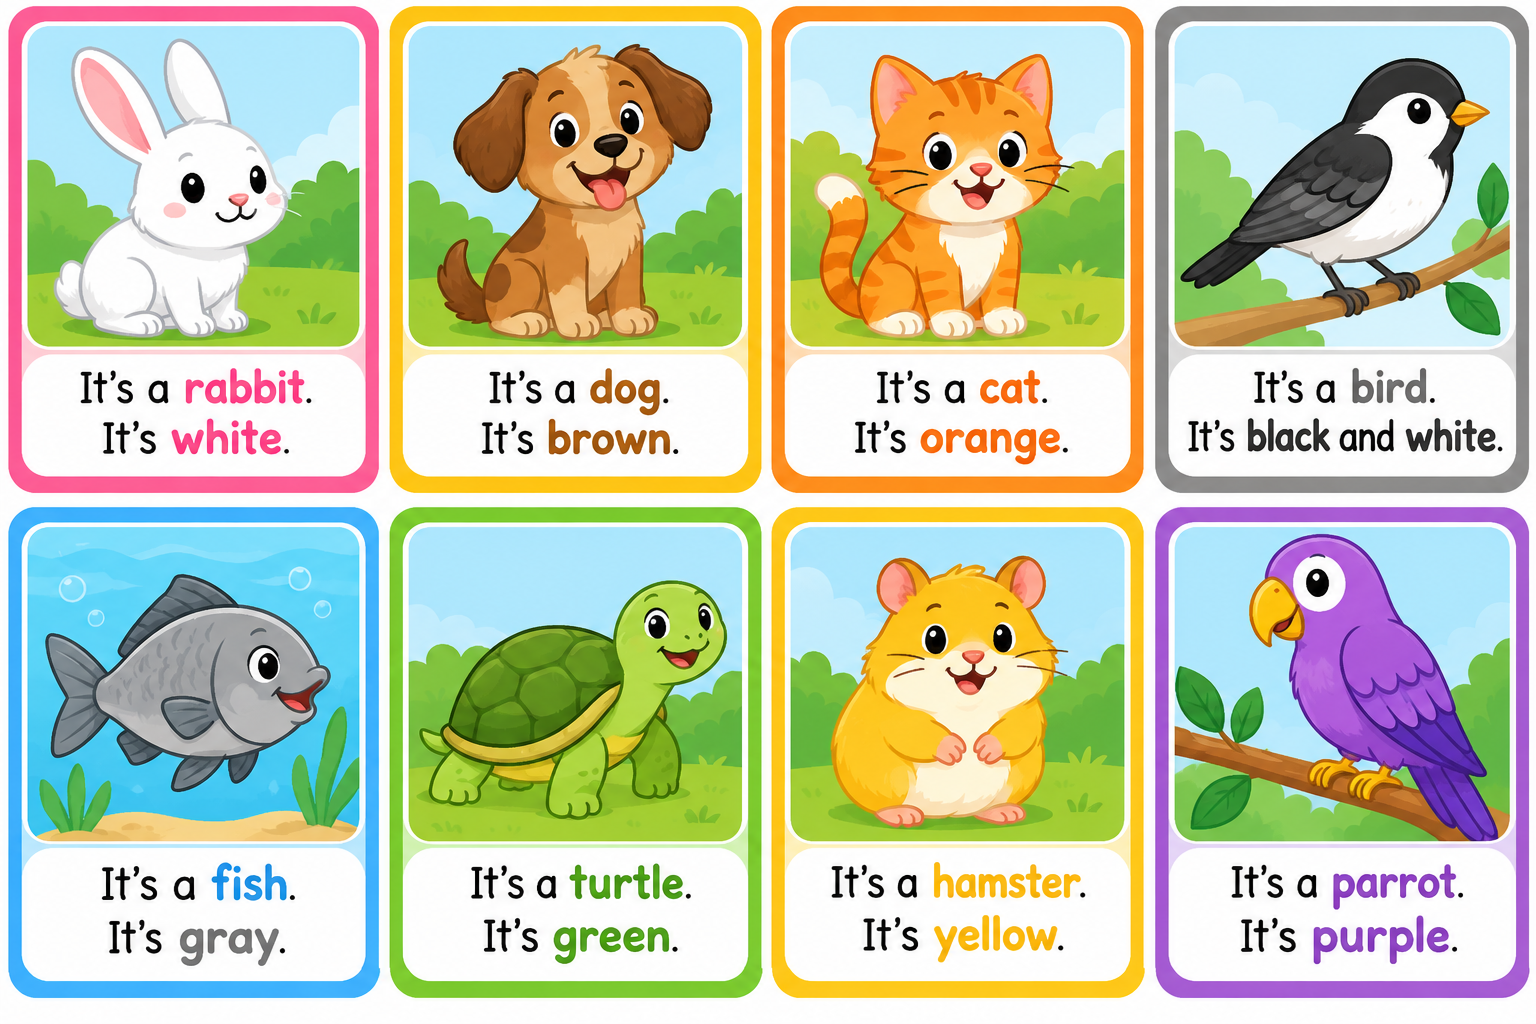 It's a rabbit.
It's white.
It's a dog.
It's brown.
It's a cat.
It's orange.
It's a bird.
It's black and white.
It's a fish.
It's gray.
It's a turtle.
It's green.
It's a hamster.
It's yellow.
It's a parrot.
It's purple.